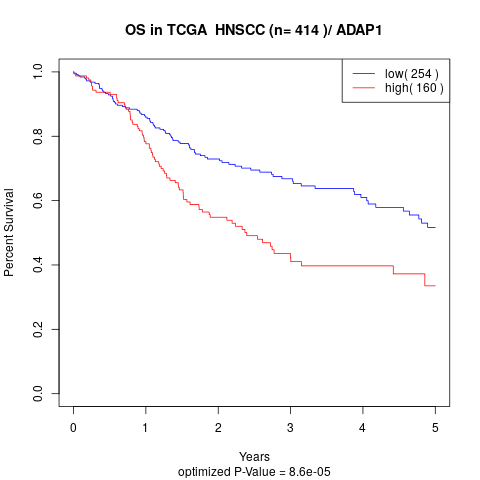 OS in TCGA  HNSCC (n= 414 )/ ADAP1
low( 254 )
high( 160 )
Percent Survival
1.0
0.8
0.6
0.4
0.2
0.0
0 1 2 3 4 5
Years
optimized P-Value = 8.6e-05